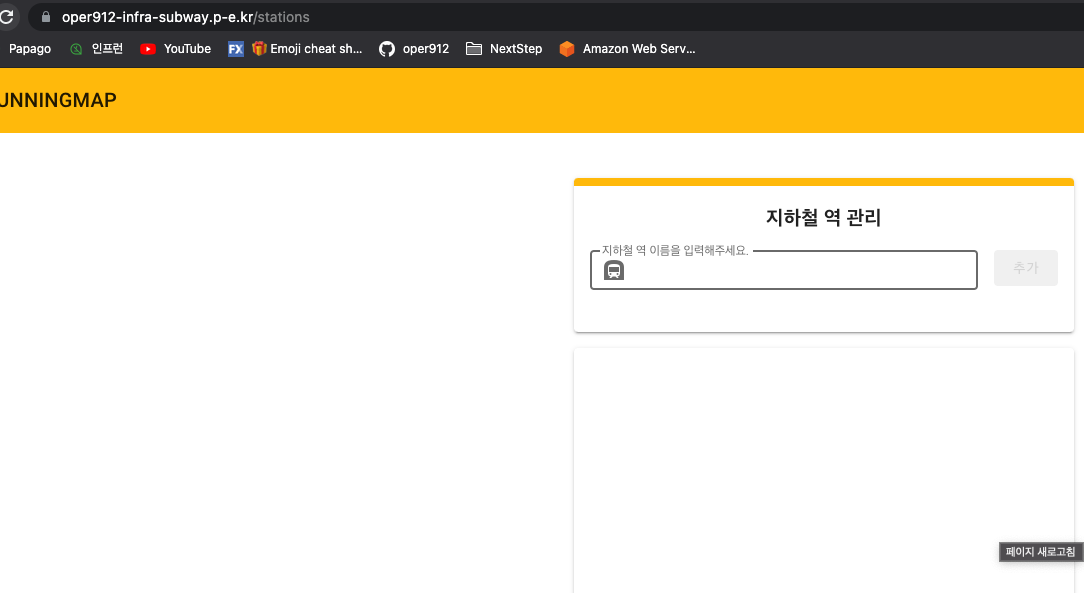 oper912-infra-subway.p-e.kr/stations
Papago 인프런 YouTube FX Emoji cheat sh... oper912 NextStep Amazon Web Serv...
UNNINGMAP
지하철 역 관리
지하철 역 이름을 입력해주세요.
추가
페이지 새로고침